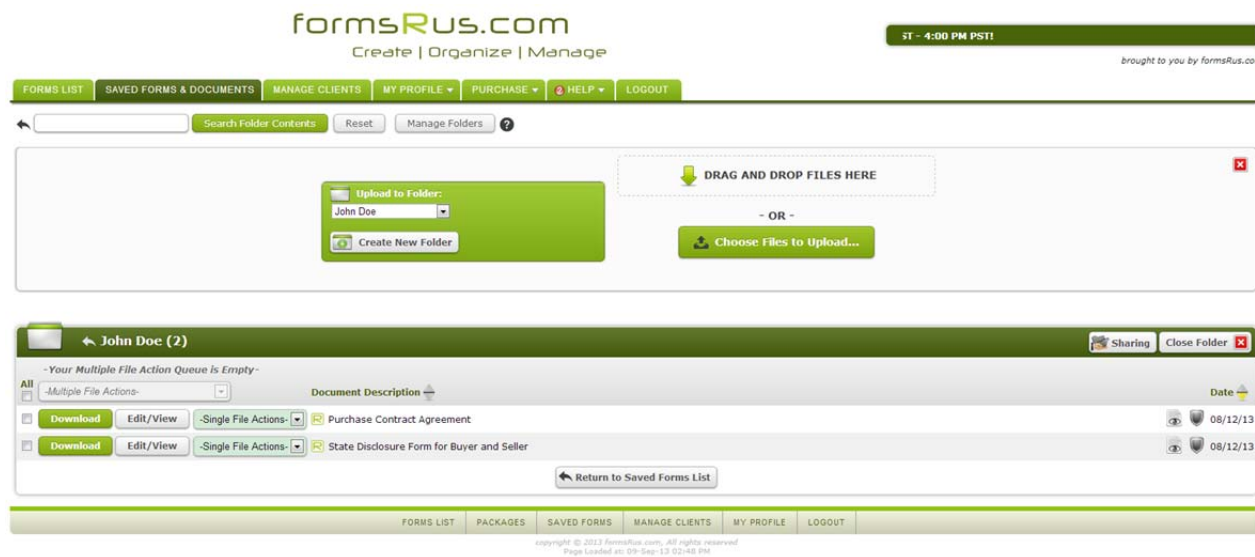 formsRus.com
Create | Organize | Manage
ST - 4:00 PM PST!
brought to you by formsRus.co
FORMS LIST SAVED FORMS & DOCUMENTS MANAGE CLIENTS MY PROFILE PURCHASE HELP LOGOUT
Search Folder Contents Reset Manage Folders ?
Upload to Folder:
John Doe
Create New Folder
DRAG AND DROP FILES HERE
- OR -
Choose Files to Upload...
John Doe (2) Sharing Close Folder
-Your Multiple File Action Queue is Empty-
All -Multiple File Actions- Document Description Date
Download Edit/View -Single File Actions- Purchase Contract Agreement 08/12/13
Download Edit/View -Single File Actions- State Disclosure Form for Buyer and Seller 08/12/13
Return to Saved Forms List
FORMS LIST PACKAGES SAVED FORMS MANAGE CLIENTS MY PROFILE LOGOUT
copyright © 2013 formsRus.com, All rights reserved
Page Loaded at: 09-Sep-13 02:48 PM